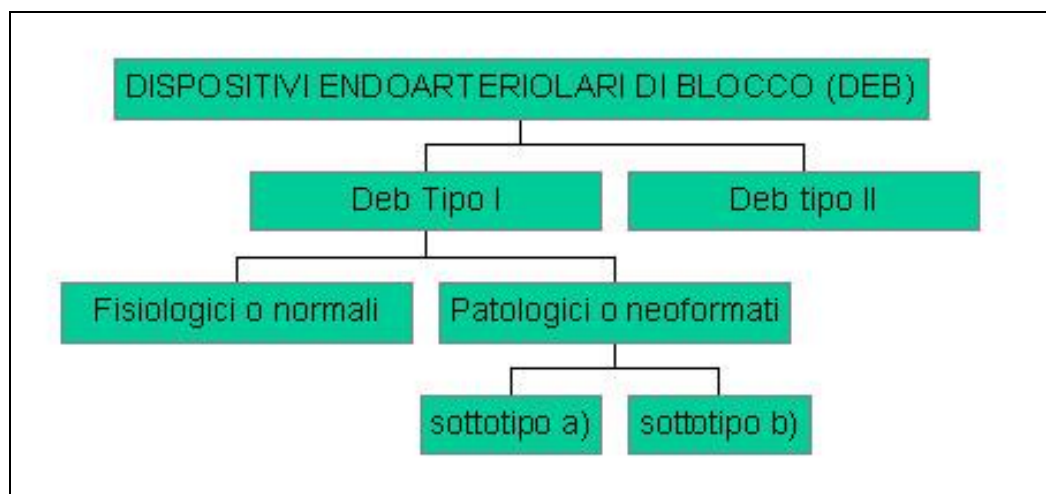 DISPOSITIVI ENDOARTERIOLARI DI BLOCCO (DEB)
Deb Tipo I
Deb tipo II
Fisiologici o normali
Patologici o neoformati
sottotipo a)
sottotipo b)